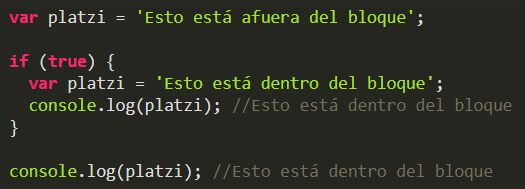 var platzi = 'Esto está afuera del bloque';
if (true) {
var platzi = 'Esto está dentro del bloque';
console.log(platzi); //Esto está dentro del bloque
}
console.log(platzi); //Esto está dentro del bloque